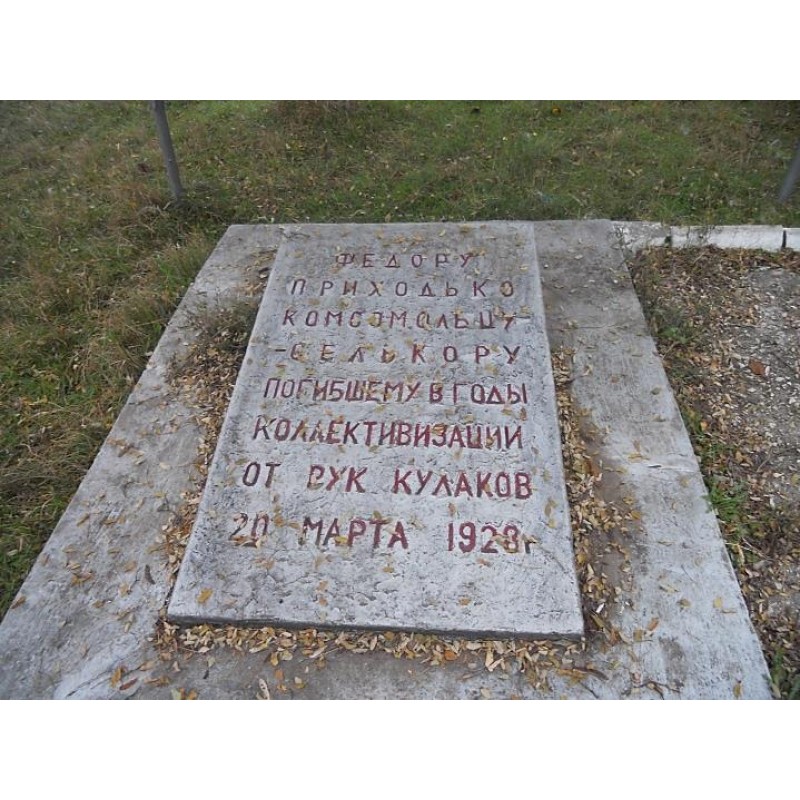 ФЕДОРУ
ПРИХОДЬКО
КОМСОМОЛЬЦУ-
-СЕЛЬКОРУ
ПОГИБШЕМУ В ГОДЫ
КОЛЛЕКТИВИЗАЦИИ
ОТ РУК КУЛАКОВ
20 МАРТА 1928г